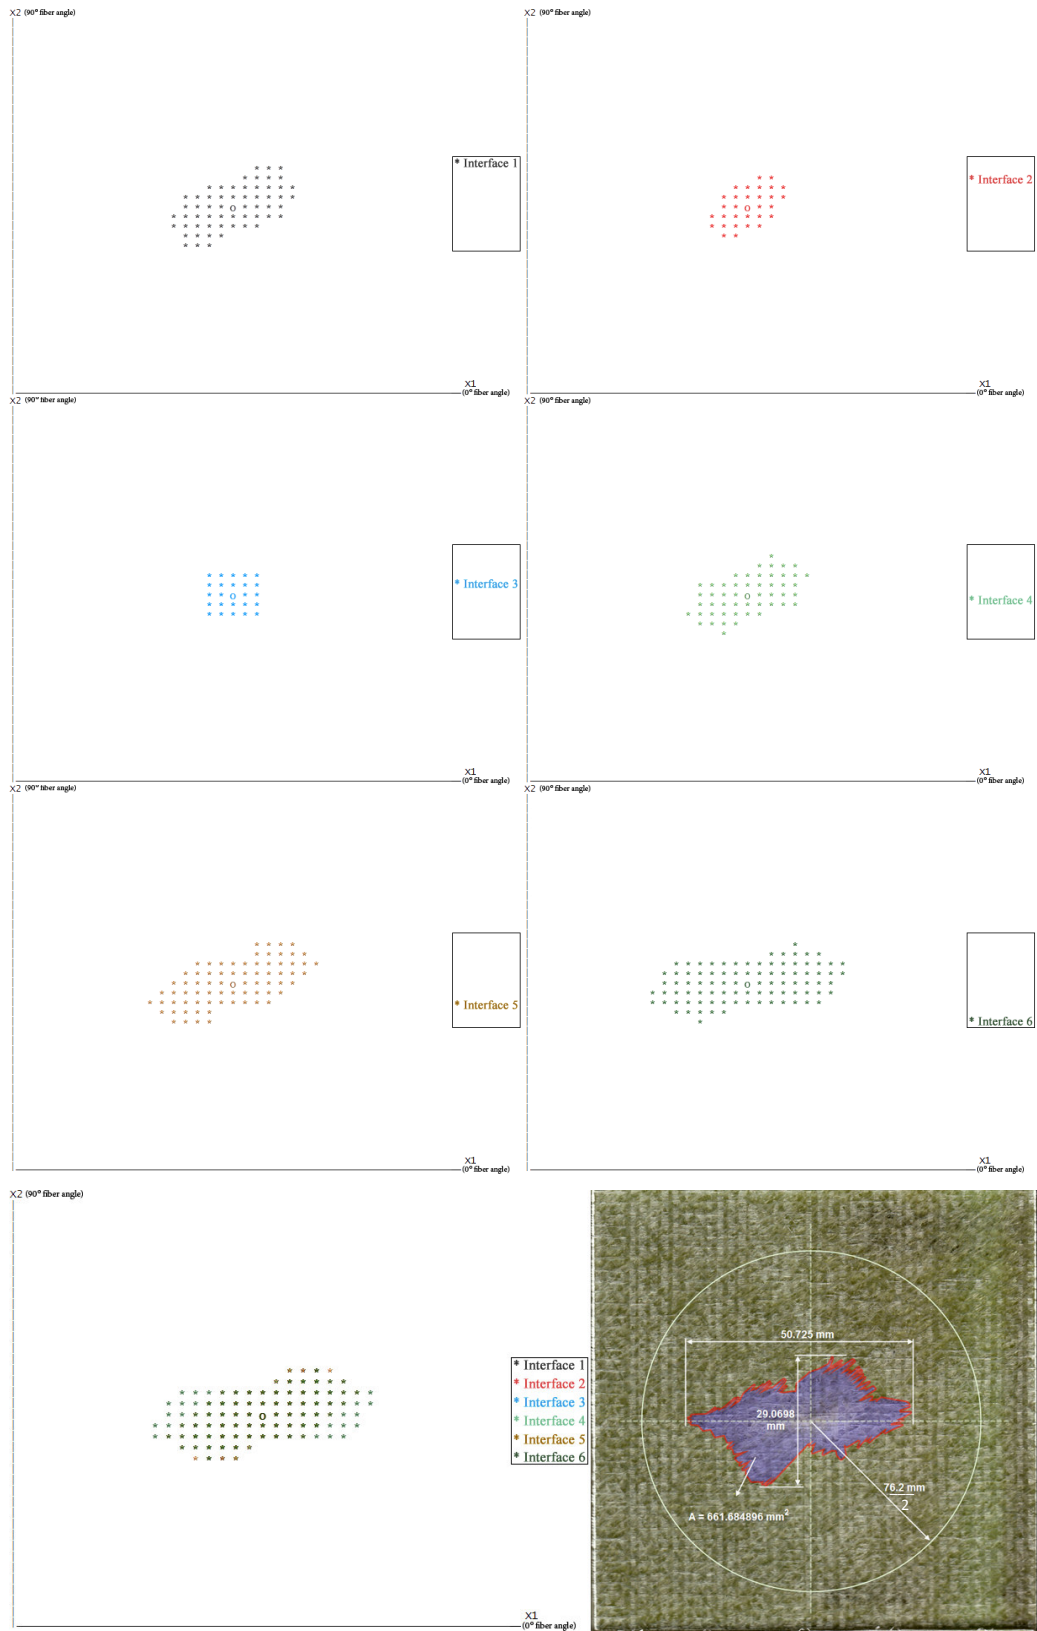 X2 (90° fiber angle)
* Interface 1
O
X1
(0° fiber angle)
X2 (90° fiber angle)
* Interface 2
O
X1
(0° fiber angle)
X2 (90° fiber angle)
* Interface 3
O
X1
(0° fiber angle)
X2 (90° fiber angle)
* Interface 4
O
X1
(0° fiber angle)
X2 (90° fiber angle)
* Interface 5
O
X1
(0° fiber angle)
X2 (90° fiber angle)
* Interface 6
O
X1
(0° fiber angle)
X2 (90° fiber angle)
* Interface 1
* Interface 2
* Interface 3
* Interface 4
* Interface 5
* Interface 6
O
X1
(0° fiber angle)
50.725 mm
29.0698
mm
76.2 mm
2
A = 661.684896 mm²